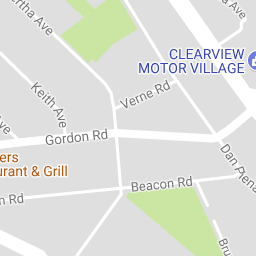 rtha Ave
CLEARVIEW
MOTOR VILLAGE
Keith Ave
Verne Rd
Ave
Gordon Rd
ers
urant & Grill
Dan Piena
Beacon Rd
n Rd
Bru